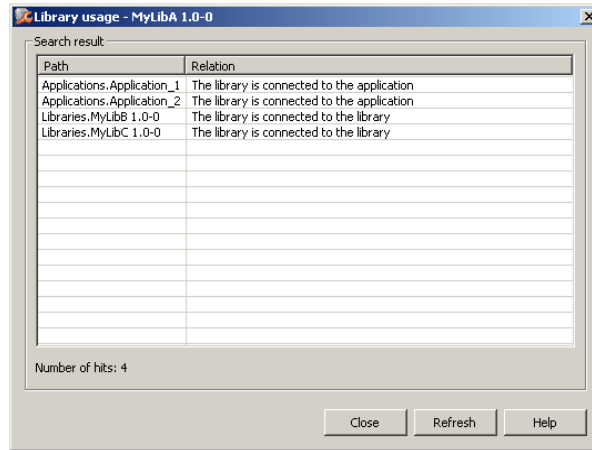 Library usage - MyLibA 1.0-0
Search result
Path Relation
Applications.Application_1 The library is connected to the application
Applications.Application_2 The library is connected to the application
Libraries.MyLibB 1.0-0 The library is connected to the library
Libraries.MyLibC 1.0-0 The library is connected to the library
Number of hits: 4
Close Refresh Help